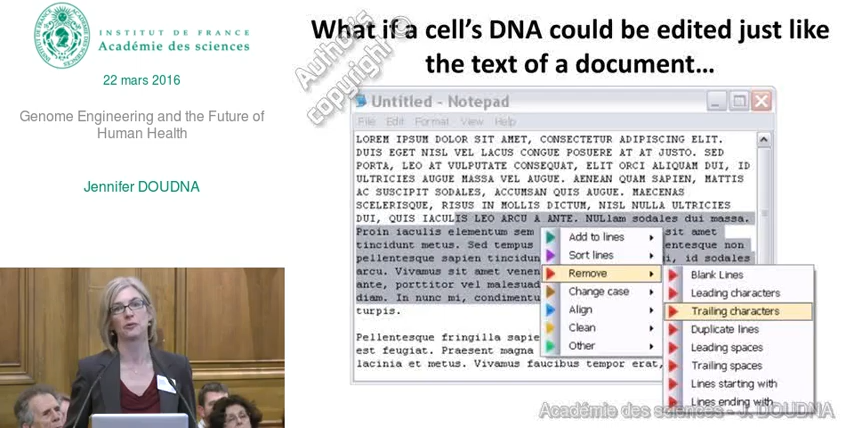 INSTITUT DE FRANCE
Académie des sciences
22 mars 2016
Genome Engineering and the Future of
Human Health
Jennifer DOUDNA
What if a cell's DNA could be edited just like
the text of a document…
Author's
copyright ©
Untitled - Notepad
File Edit Format View Help
LOREM IPSUM DOLOR SIT AMET, CONSECTETUR ADIPISCING ELIT.
DUIS EGET NISL VEL LACUS CONGUE POSUERE AT AT JUSTO. SED
PORTA, LEO AT VULPUTATE CONSEQUAT, ELIT ORCI ALIQUAM DUI, ID
ULTRICIES AUGUE MASSA VEL AUGUE. AENEAN QUAM SAPIEN, MATTIS
AC SUSCIPIT SODALES, ACCUMSAN QUIS AUGUE. MAECENAS
SCELERISQUE, RISUS IN MOLLIS DICTUM, NISL NULLA ULTRICIES
DUI, QUIS IACULIS LEO ARCU A ANTE. NULlam sodales dui massa.
Proin iaculis elementum sem sit amet
tincidunt metus. Sed tempus entesque non
pellentesque sapien tincidun i, id sodales
arcu. Vivamus sit amet venen
ante, porttitor vel malesuad
diam. In nunc mi, condimentu
turpis.
Pellentesque fringilla sapie
est feugiat. Praesent magna
lacinia et metus. Vivamus faucibus tempor erat,
Add to lines
Sort lines
Remove
Change case
Align
Clean
Other
Blank Lines
Leading characters
Trailing characters
Duplicate lines
Leading spaces
Trailing spaces
Lines starting with
Lines ending with
Académie des sciences - J. DOUDNA